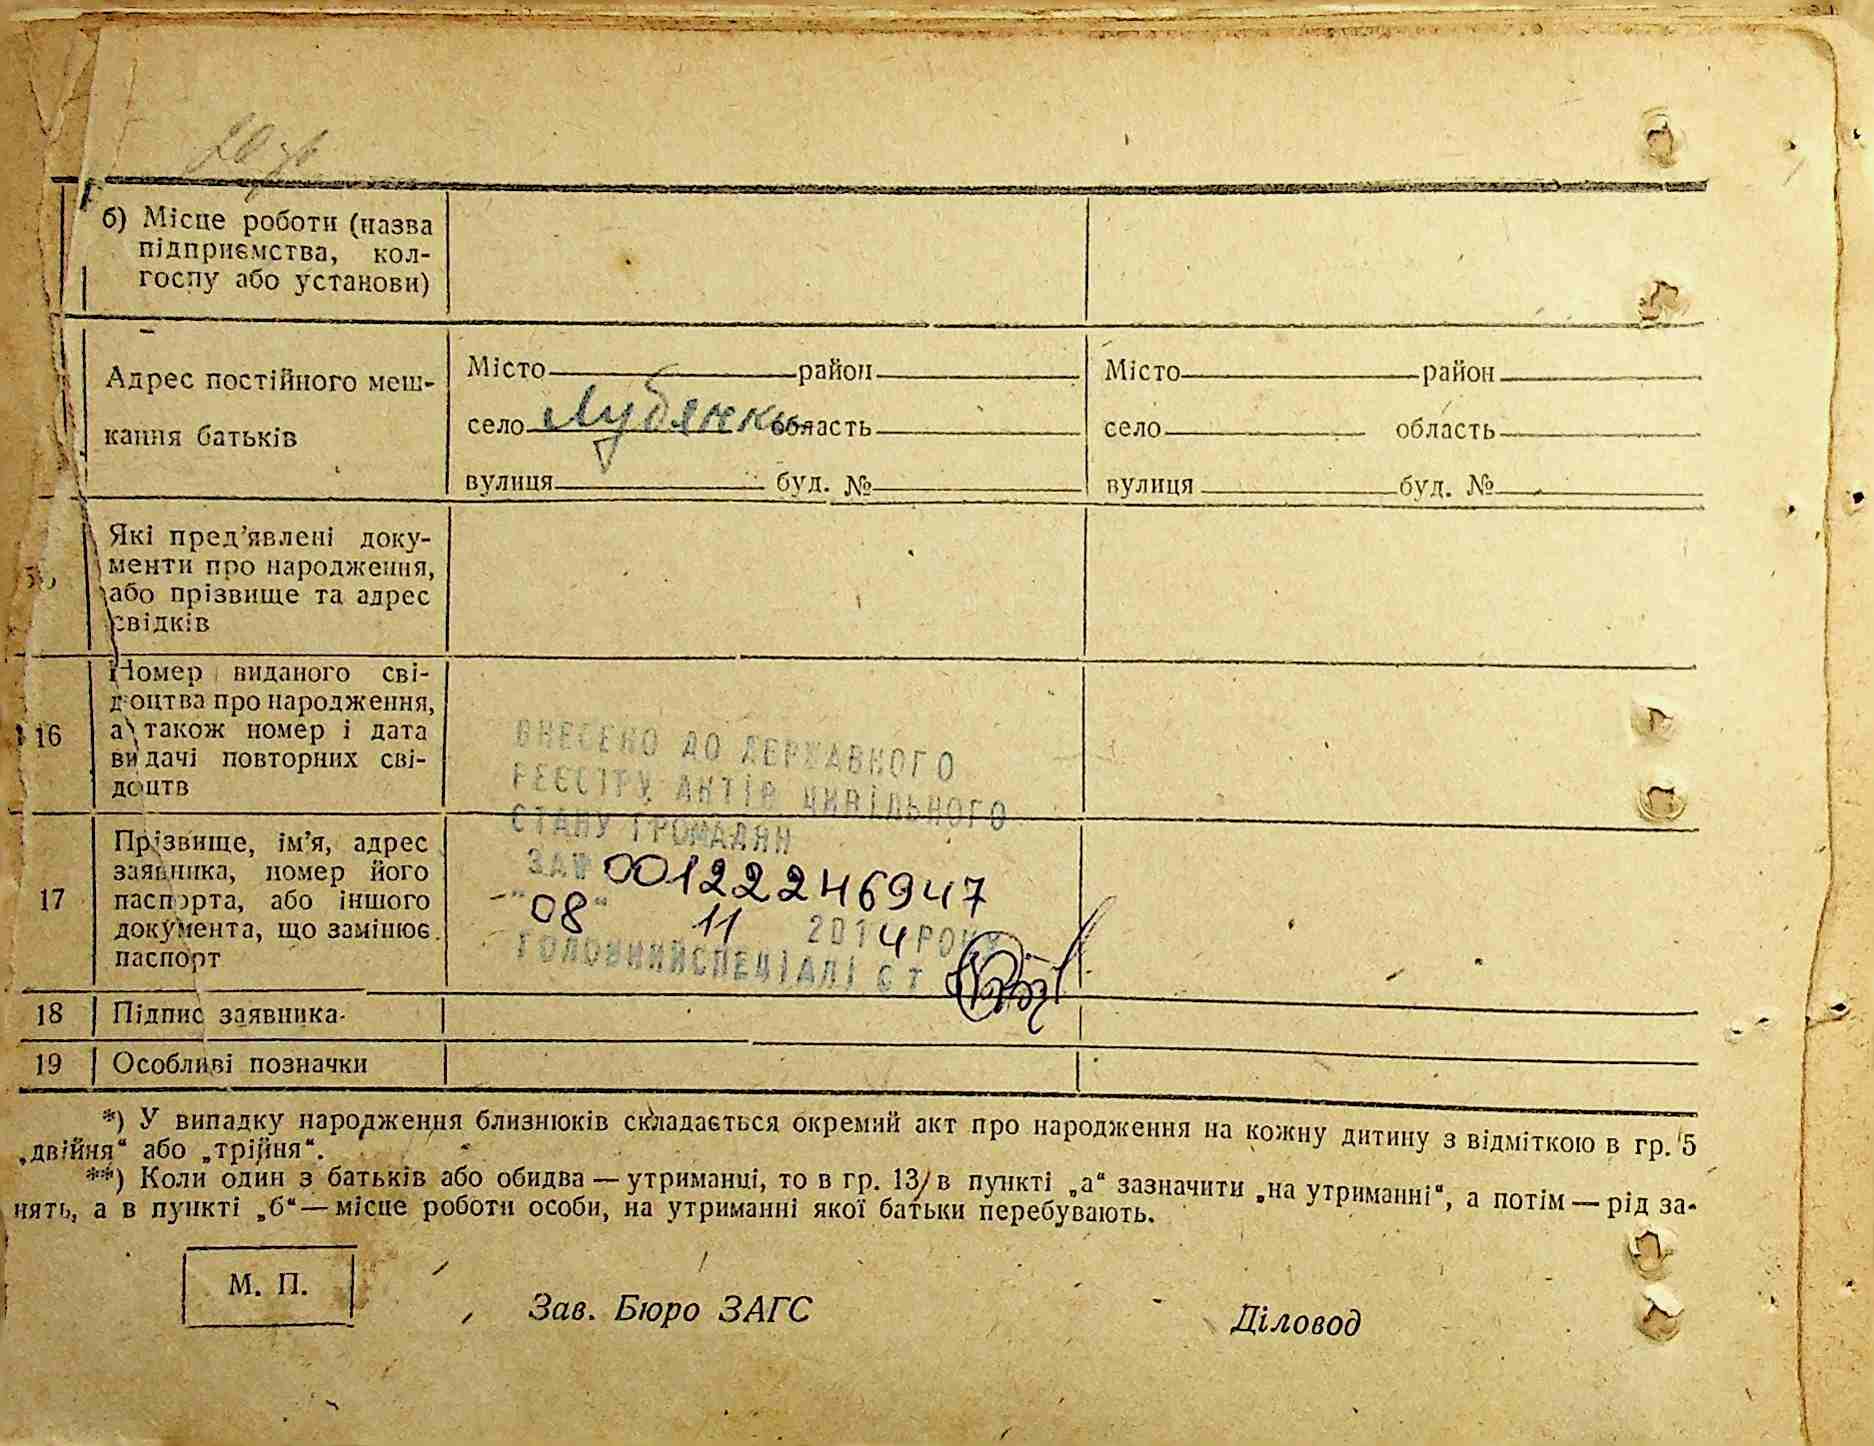 б) Місце роботи (назва
підприємства, кол-
госпу або установи)
Адрес постійного меш-
кання батьків
Місто район
село Лубянка область
вулиця буд. №
Місто район
село область
вулиця буд. №
Які пред’явлені доку-
менти про народження,
або прізвище та адрес
свідків
16
Номер виданого сві-
доцтва про народження,
а також номер і дата
видачі повторних сві-
доцтв
ВНЕСЕНО ДО ДЕРЖАВНОГО
РЕЄСТРУ АКТІВ ЦИВІЛЬНОГО
СТАНУ ГРОМАДЯН
ЗА № 00122246947
"08" 11 2014 РОКУ
ГОЛОВНИЙ СПЕЦІАЛІСТ
17
Прізвище, ім’я, адрес
заявника, номер його
паспорта, або іншого
документа, що замінює
паспорт
18 Підпис заявника
19 Особливі позначки
*) У випадку народження близнюків складається окремий акт про народження на кожну дитину з відміткою в гр. 5
„двійня“ або „трійня“.
**) Коли один з батьків або обидва — утриманці, то в гр. 13 в пункті „а“ зазначити „на утриманні“, а потім — рід за-
нять, а в пункті „б“ — місце роботи особи, на утриманні якої батьки перебувають.
М. П.
Зав. Бюро ЗАГС
Діловод